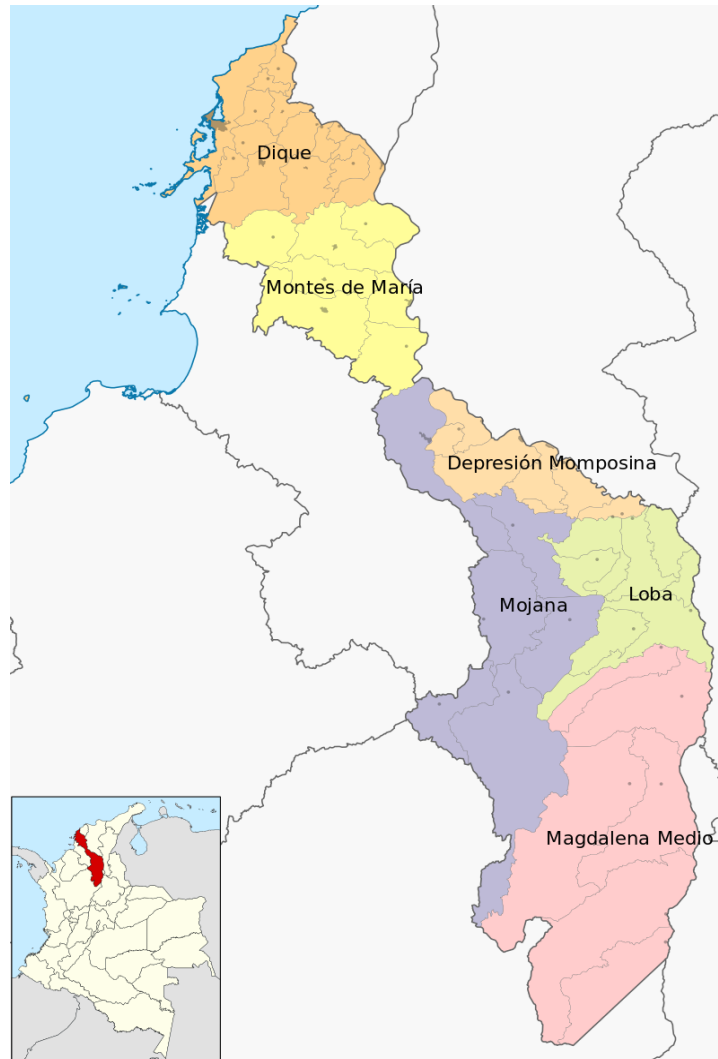 Dique
Montes de María
Depresión Momposina
Mojana
Loba
Magdalena Medio